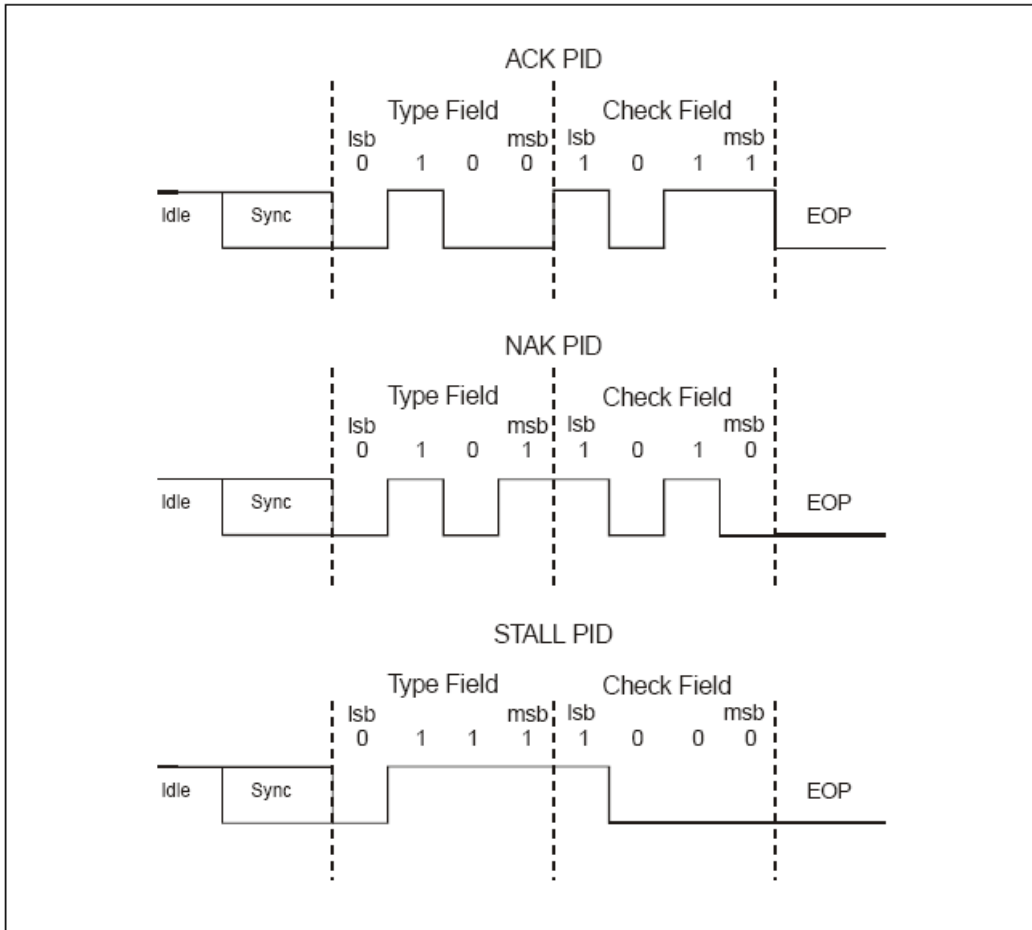 ACK PID
Type Field Check Field
lsb msb lsb msb
0 1 0 0 1 0 1 1
Idle Sync EOP
NAK PID
Type Field Check Field
lsb msb lsb msb
0 1 0 1 1 0 1 0
Idle Sync EOP
STALL PID
Type Field Check Field
lsb msb lsb msb
0 1 1 1 1 0 0 0
Idle Sync EOP